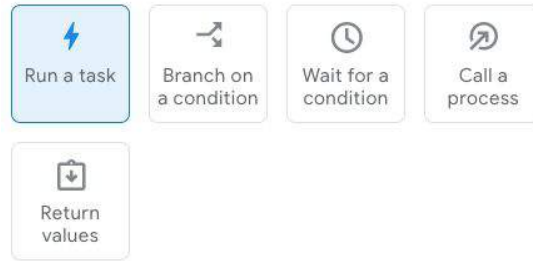 Run a task
Branch on
a condition
Wait for a
condition
Call a
process
Return
values